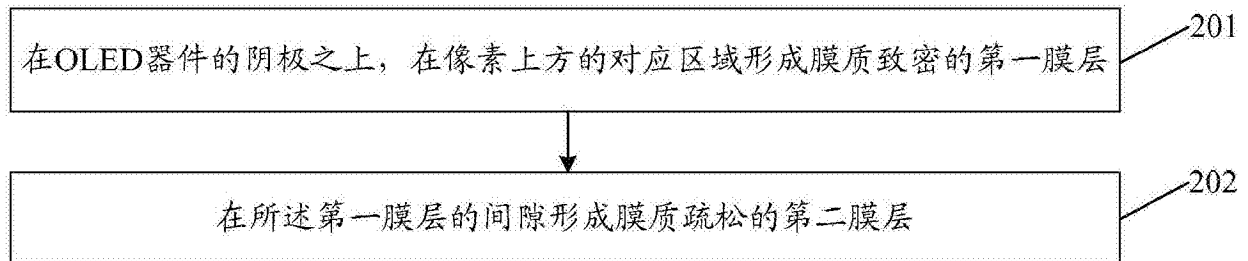 在OLED器件的阴极之上，在像素上方的对应区域形成膜质致密的第一膜层
201
在所述第一膜层的间隙形成膜质疏松的第二膜层
202